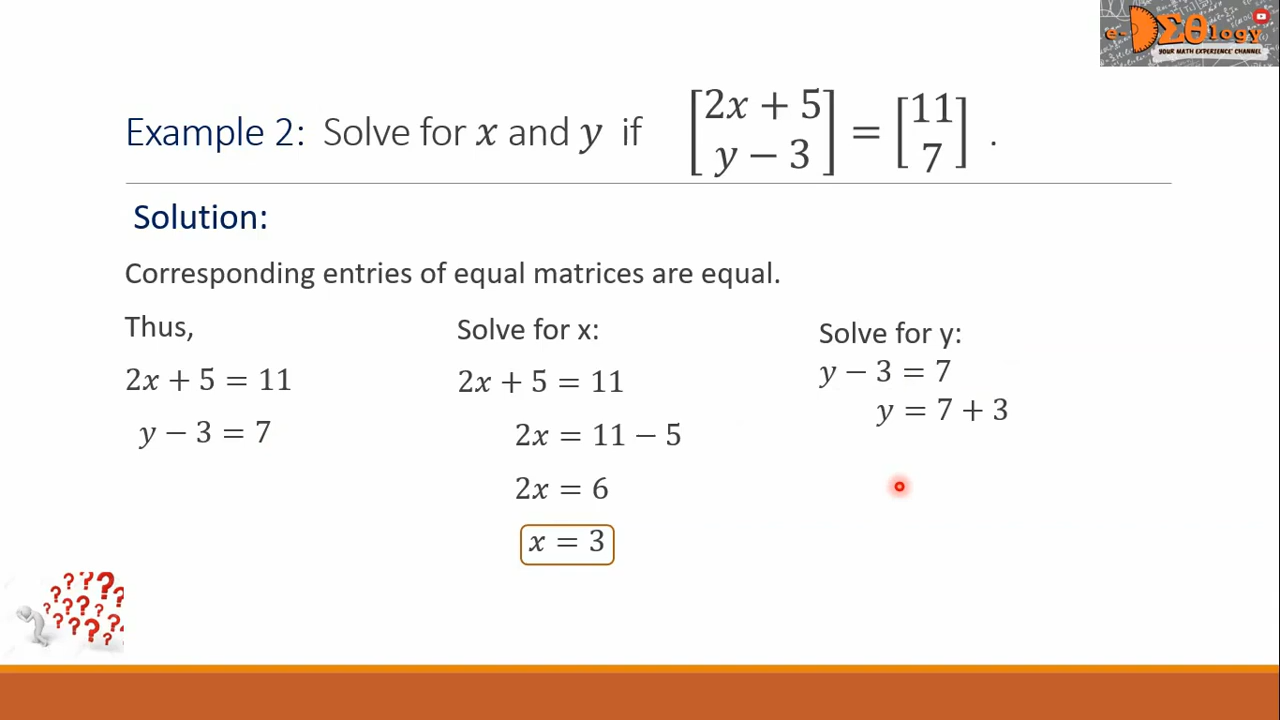 e-DΣΘlogy
YOUR MATH EXPERIENCE CHANNEL
Example 2: Solve for x and y if [2x + 5; y − 3] = [11; 7] .
Solution:
Corresponding entries of equal matrices are equal.
Thus,
2x + 5 = 11
y − 3 = 7
Solve for x:
2x + 5 = 11
2x = 11 − 5
2x = 6
x = 3
Solve for y:
y − 3 = 7
y = 7 + 3